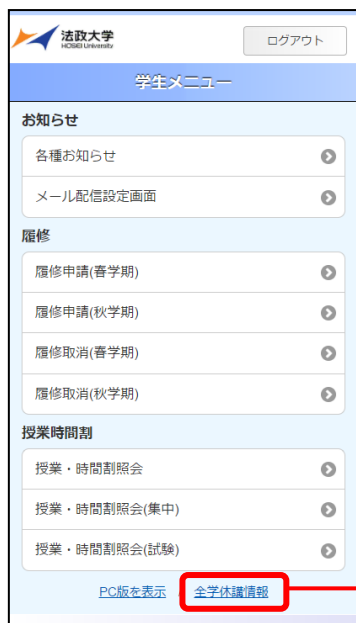 法政大学
HOSEI University
ログアウト
学生メニュー
お知らせ
各種お知らせ
メール配信設定画面
履修
履修申請(春学期)
履修申請(秋学期)
履修取消(春学期)
履修取消(秋学期)
授業時間割
授業・時間割照会
授業・時間割照会(集中)
授業・時間割照会(試験)
PC版を表示 / 全学休講情報